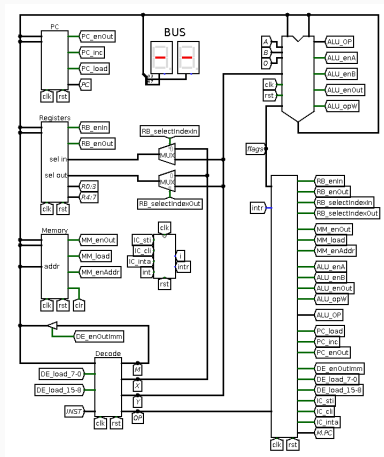 PC
PC_enOut
PC_inc
PC_load
PC
clk rst
BUS
A
B
O
clk
rst
ALU_OP
ALU_enA
ALU_enB
ALU_enOut
ALU_opW
flags
Registers
RB_enIn
RB_enOut
sel in
sel out
R0:3
R4:7
clk rst
RB_selectIndexIn
MUX
MUX
RB_selectIndexOut
Memory
MM_enOut
MM_load
addr
MM_enAddr
clk rst
clr
clk
IC_sti
IC_cli
IC_inta
int
i
intr
rst
intr
RB_enIn
RB_enOut
RB_selectIndexIn
RB_selectIndexOut
MM_enOut
MM_load
MM_enAddr
ALU_enA
ALU_enB
ALU_enOut
ALU_opW
ALU_OP
PC_load
PC_inc
PC_enOut
DE_enOutImm
DE_load_7-0
DE_load_15-8
IC_sti
IC_cli
IC_inta
MPC
clk rst
DE_enOutImm
Decode
DE_load_7-0
DE_load_15-8
INST
M
X
Y
OP
clk rst